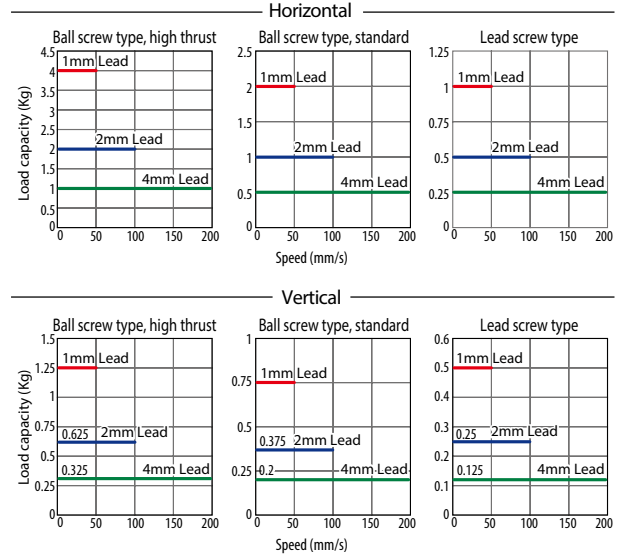 Horizontal
Ball screw type, high thrust
Ball screw type, standard
Lead screw type
Load capacity (Kg)
4.5
4
3.5
3
2.5
2
1.5
1
0.5
0
1mm Lead
2mm Lead
4mm Lead
0 50 100 150 200
2.5
2
1.5
1
0.5
0
1mm Lead
2mm Lead
4mm Lead
0 50 100 150 200
Speed (mm/s)
1.25
1
0.75
0.5
0.25
0
1mm Lead
2mm Lead
4mm Lead
0 50 100 150 200
Vertical
Ball screw type, high thrust
Ball screw type, standard
Lead screw type
Load capacity (Kg)
1.5
1.25
1
0.75
0.5
0.25
0
1mm Lead
0.625 2mm Lead
0.325 4mm Lead
0 50 100 150 200
1
0.75
0.5
0.25
0
1mm Lead
0.375 2mm Lead
0.2 4mm Lead
0 50 100 150 200
Speed (mm/s)
0.6
0.5
0.4
0.3
0.2
0.1
0
1mm Lead
0.25 2mm Lead
0.125 4mm Lead
0 50 100 150 200